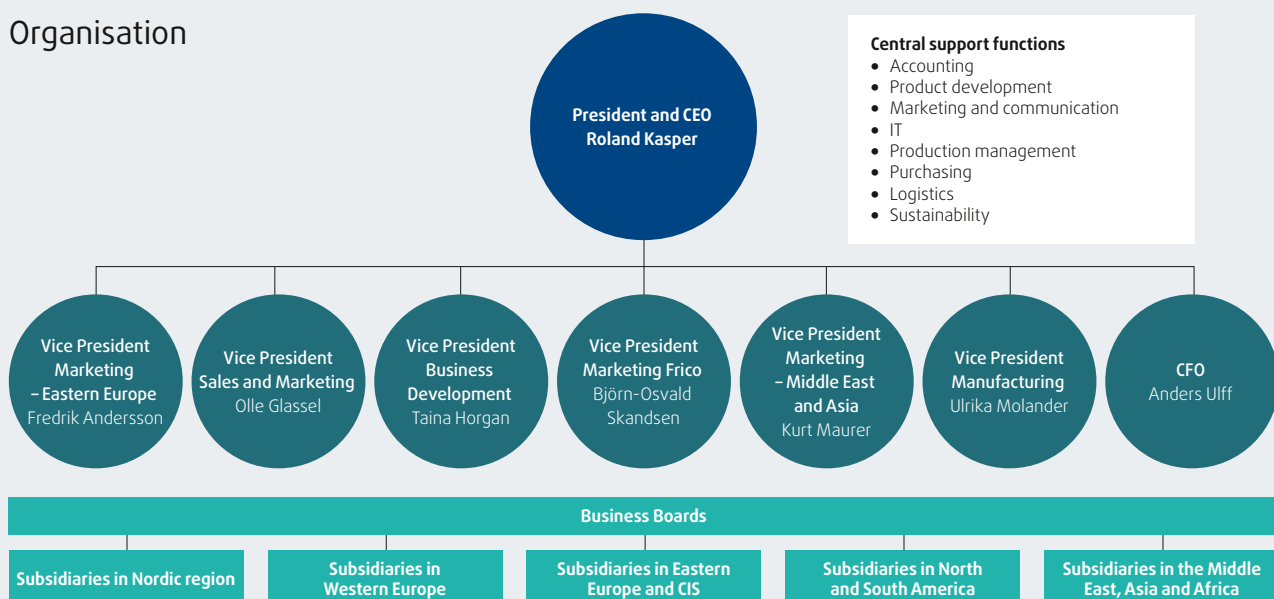 Organisation
President and CEO
Roland Kasper
Central support functions
• Accounting
• Product development
• Marketing and communication
• IT
• Production management
• Purchasing
• Logistics
• Sustainability
Vice President
Marketing
– Eastern Europe
Fredrik Andersson
Vice President
Sales and Marketing
Olle Glassel
Vice President
Business
Development
Taina Horgan
Vice President
Marketing Frico
Björn-Osvald
Skandsen
Vice President
Marketing
– Middle East
and Asia
Kurt Maurer
Vice President
Manufacturing
Ulrika Molander
CFO
Anders Ulff
Business Boards
Subsidiaries in Nordic region
Subsidiaries in
Western Europe
Subsidiaries in Eastern
Europe and CIS
Subsidiaries in North
and South America
Subsidiaries in the Middle
East, Asia and Africa